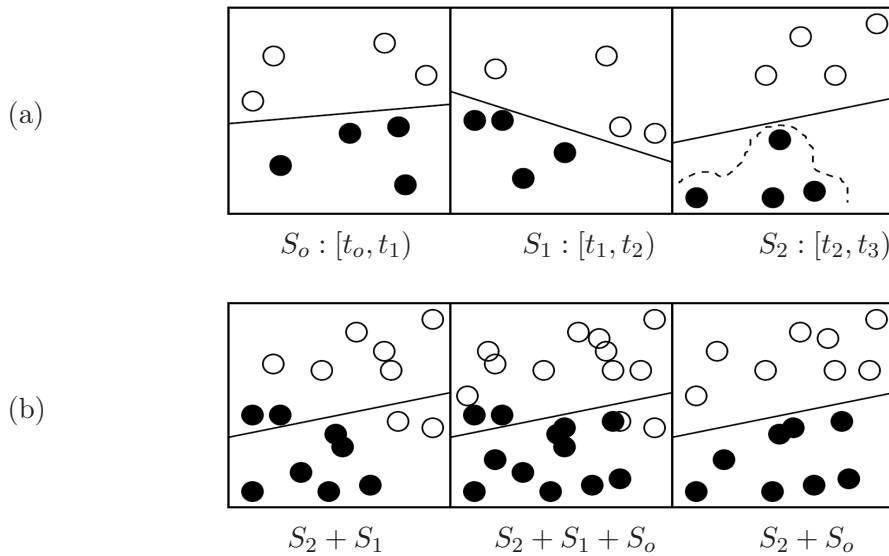 (a)
S_o : [t_o, t_1) S_1 : [t_1, t_2) S_2 : [t_2, t_3)
(b)
S_2 + S_1 S_2 + S_1 + S_o S_2 + S_o